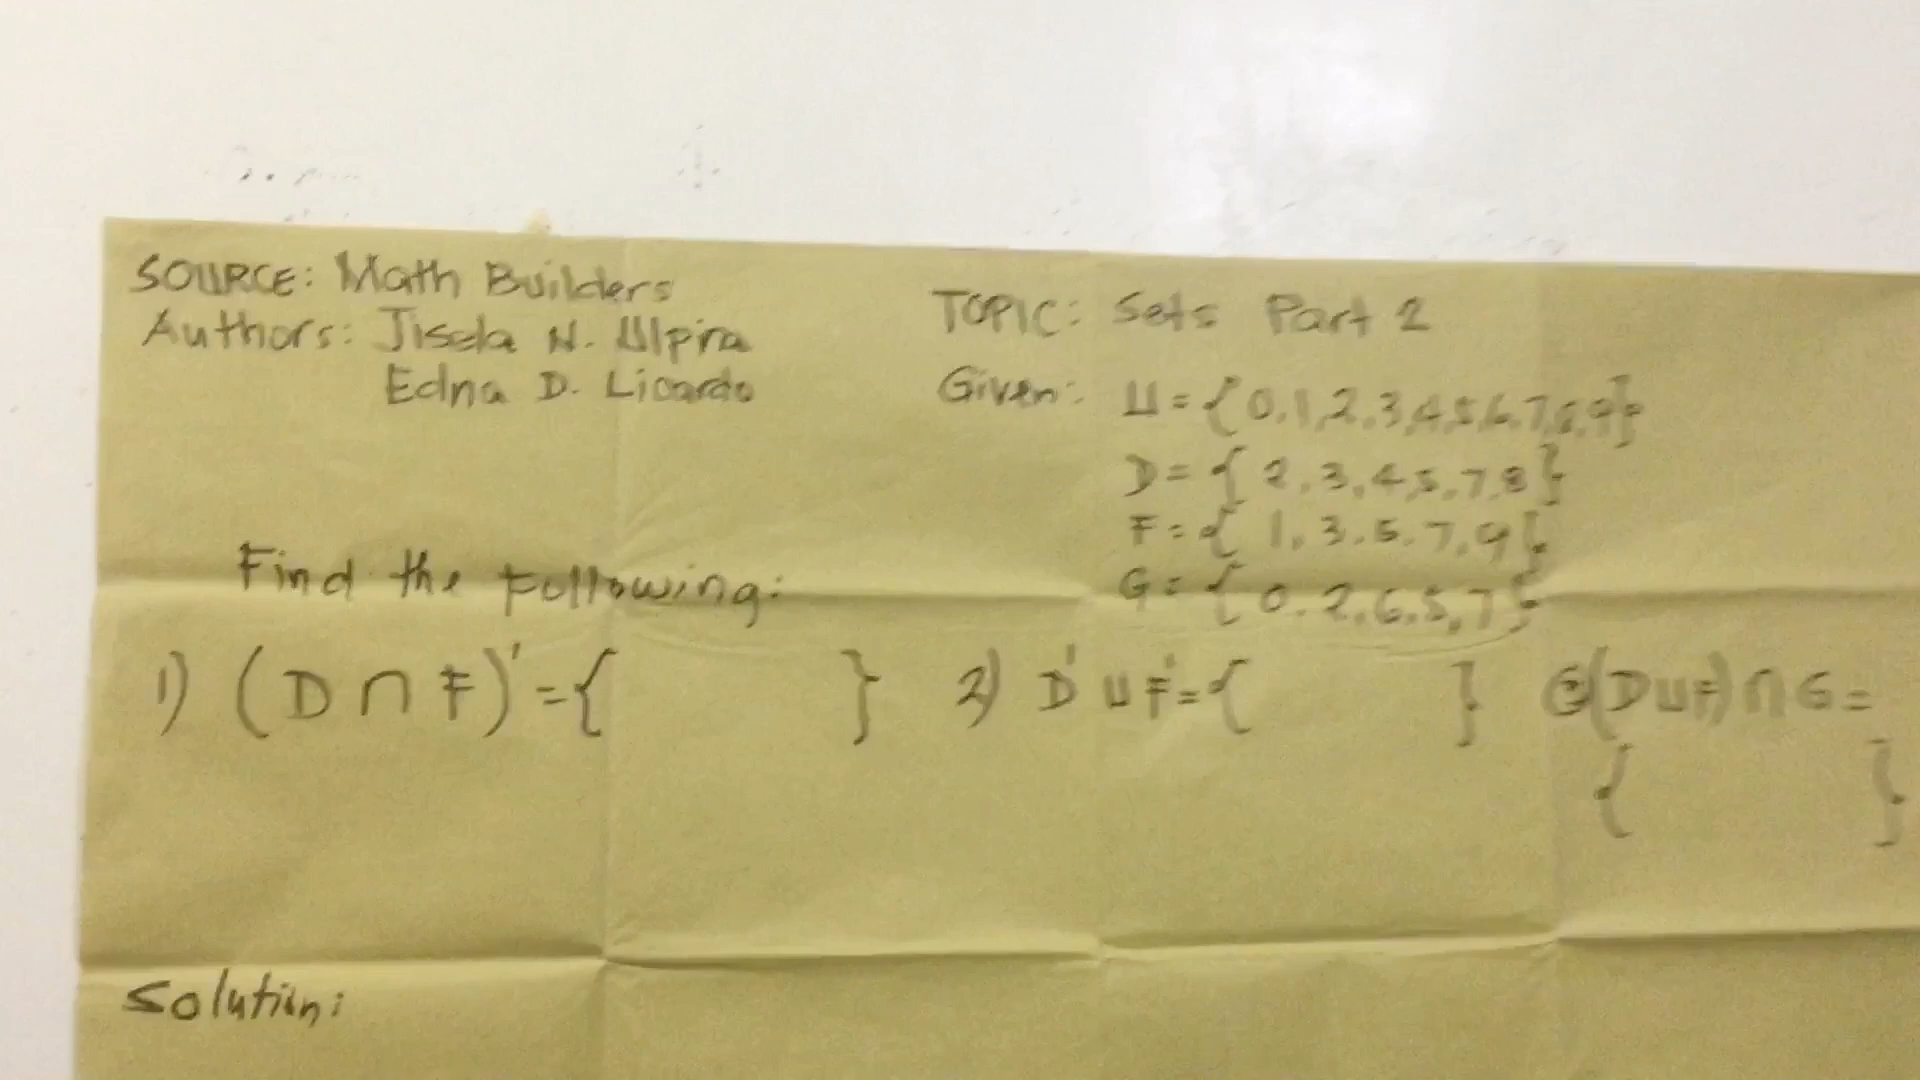 SOURCE: Math Builders
Authors: Jisela N. Ulpina
Edna D. Licardo
TOPIC: Sets Part 2
Given: U = { 0,1,2,3,4,5,6,7,8,9}
D = { 2,3,4,5,7,8}
F = { 1,3,5,7,9}
G = { 0,2,6,5,7}
Find the Following:
1) (D ∩ F)' = { }
2) D' U F' = { }
3) (D U F) ∩ G =
{ }
Solution: